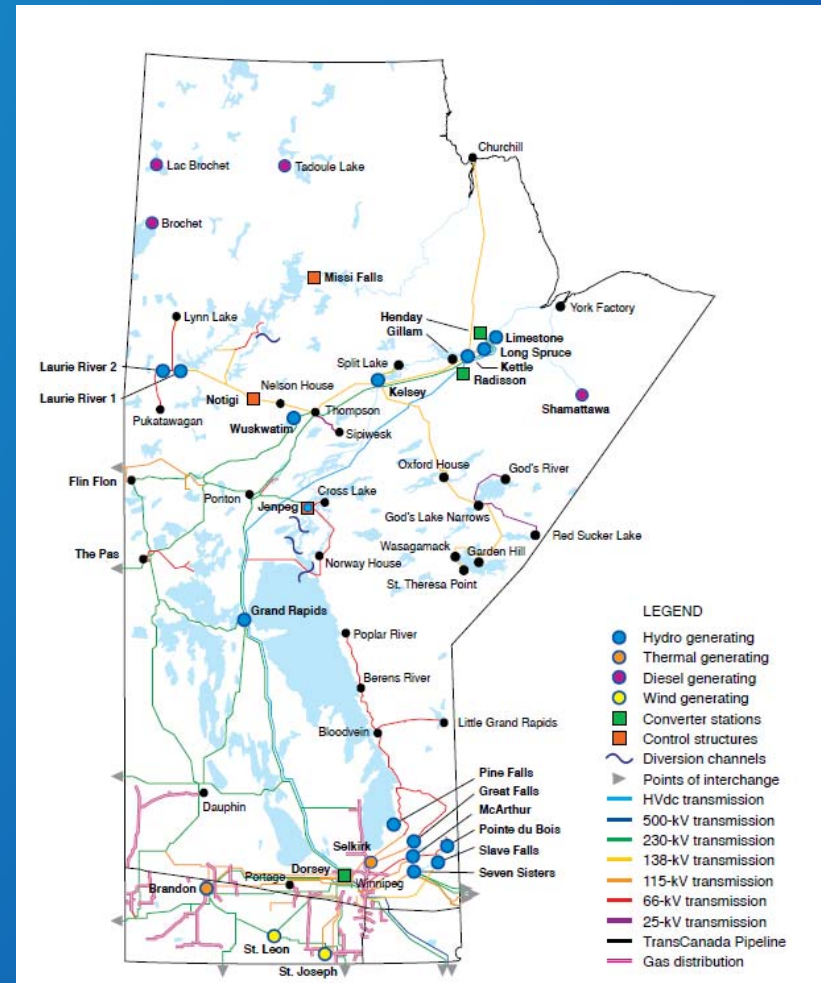 Churchill
Lac Brochet
Tadoule Lake
Brochet
Missi Falls
York Factory
Lynn Lake
Henday
Gillam
Limestone
Long Spruce
Kettle
Radisson
Split Lake
Kelsey
Laurie River 2
Laurie River 1
Nelson House
Notigi
Thompson
Shamattawa
Pukatawagan
Wuskwatim
Sipiwesk
Oxford House
God's River
Flin Flon
Ponton
Cross Lake
Jenpeg
God's Lake Narrows
Red Sucker Lake
The Pas
Wasagamack
Garden Hill
Norway House
St. Theresa Point
Grand Rapids
Poplar River
Berens River
Bloodvein
Little Grand Rapids
Pine Falls
Great Falls
McArthur
Pointe du Bois
Slave Falls
Seven Sisters
Dauphin
Selkirk
Dorsey
Winnipeg
Portage
Brandon
St. Leon
St. Joseph
LEGEND
Hydro generating
Thermal generating
Diesel generating
Wind generating
Converter stations
Control structures
Diversion channels
Points of interchange
HVdc transmission
500-kV transmission
230-kV transmission
138-kV transmission
115-kV transmission
66-kV transmission
25-kV transmission
TransCanada Pipeline
Gas distribution